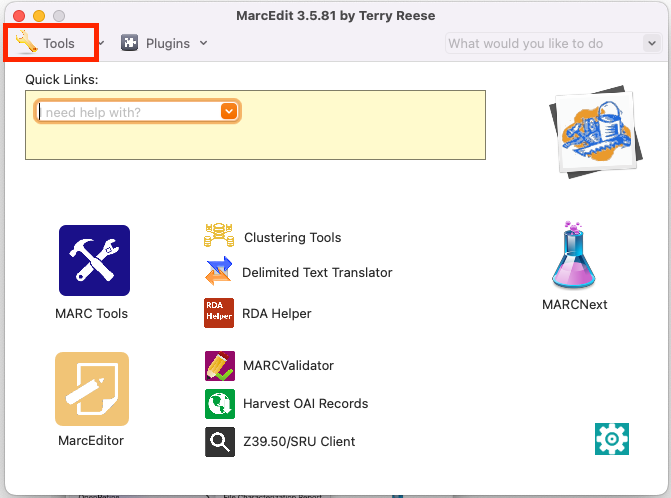 MarcEdit 3.5.81 by Terry Reese
Tools
Plugins
What would you like to do
Quick Links:
I need help with?
Clustering Tools
Delimited Text Translator
RDA
Helper
RDA Helper
MARC Tools
MARCNext
MARCValidator
Harvest OAI Records
MarcEditor
Z39.50/SRU Client